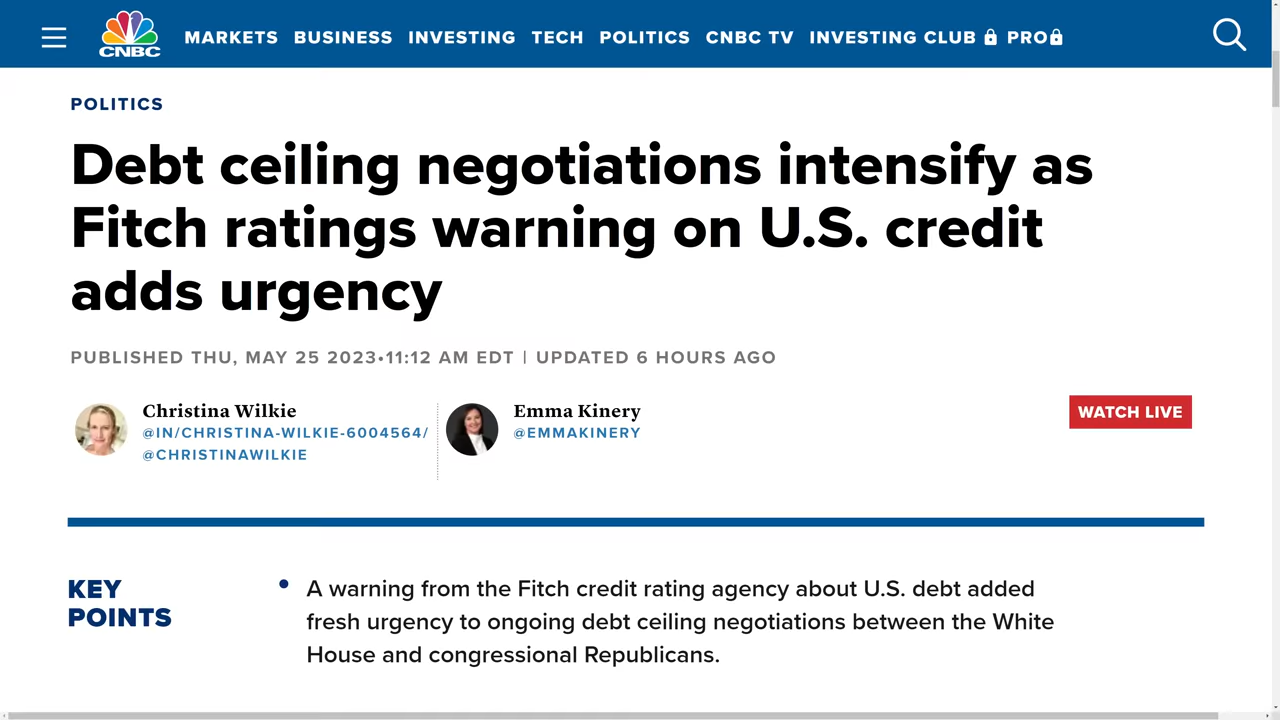 CNBC
MARKETS BUSINESS INVESTING TECH POLITICS CNBC TV INVESTING CLUB PRO
POLITICS
Debt ceiling negotiations intensify as
Fitch ratings warning on U.S. credit
adds urgency
PUBLISHED THU, MAY 25 2023•11:12 AM EDT | UPDATED 6 HOURS AGO
Christina Wilkie
@IN/CHRISTINA-WILKIE-6004564/
@CHRISTINAWILKIE
Emma Kinery
@EMMAKINERY
WATCH LIVE
KEY
POINTS
• A warning from the Fitch credit rating agency about U.S. debt added
fresh urgency to ongoing debt ceiling negotiations between the White
House and congressional Republicans.